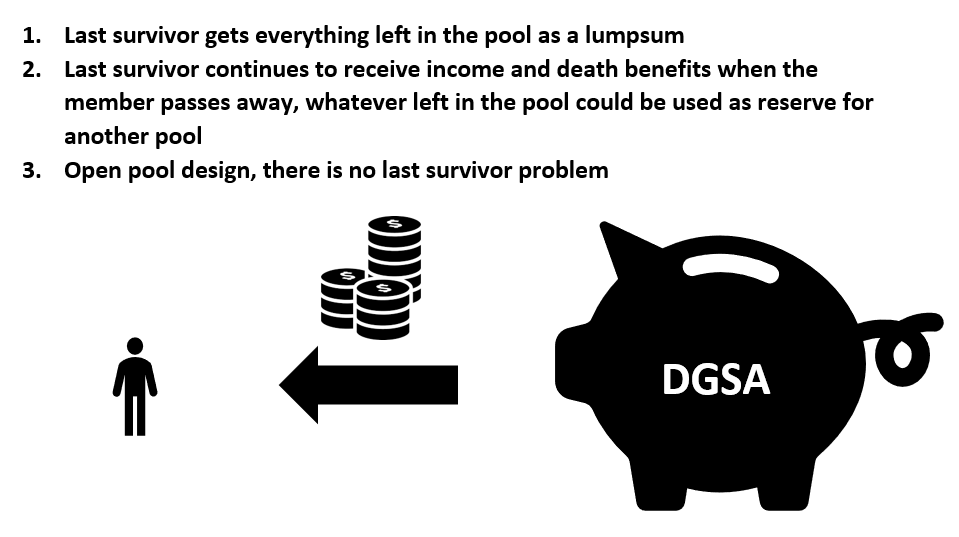 1. Last survivor gets everything left in the pool as a lumpsum
2. Last survivor continues to receive income and death benefits when the
member passes away, whatever left in the pool could be used as reserve for
another pool
3. Open pool design, there is no last survivor problem
$
$
$
DGSA